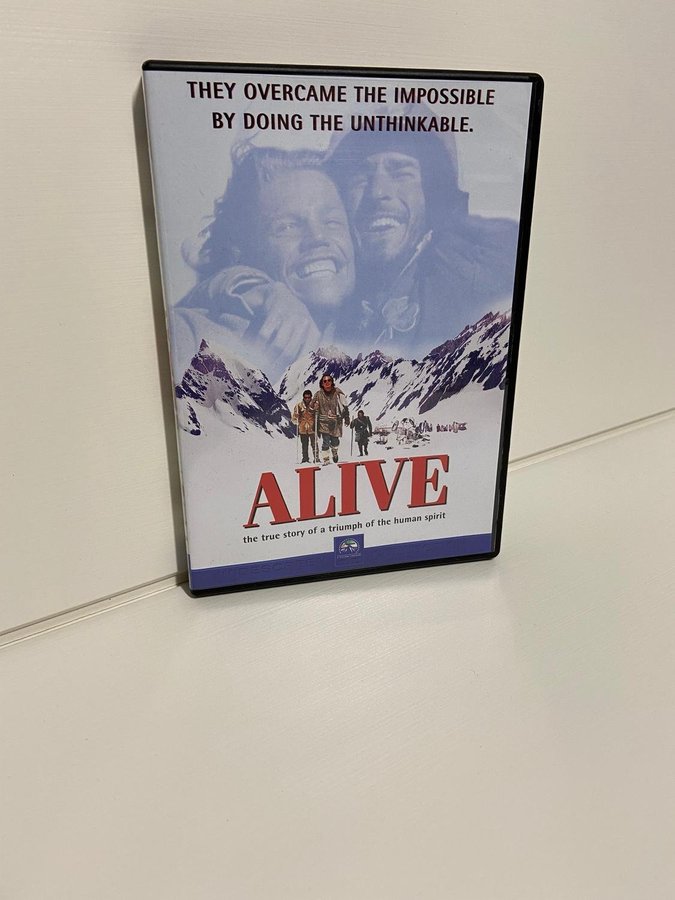 THEY OVERCAME THE IMPOSSIBLE
BY DOING THE UNTHINKABLE.
ALIVE
the true story of a triumph of the human spirit